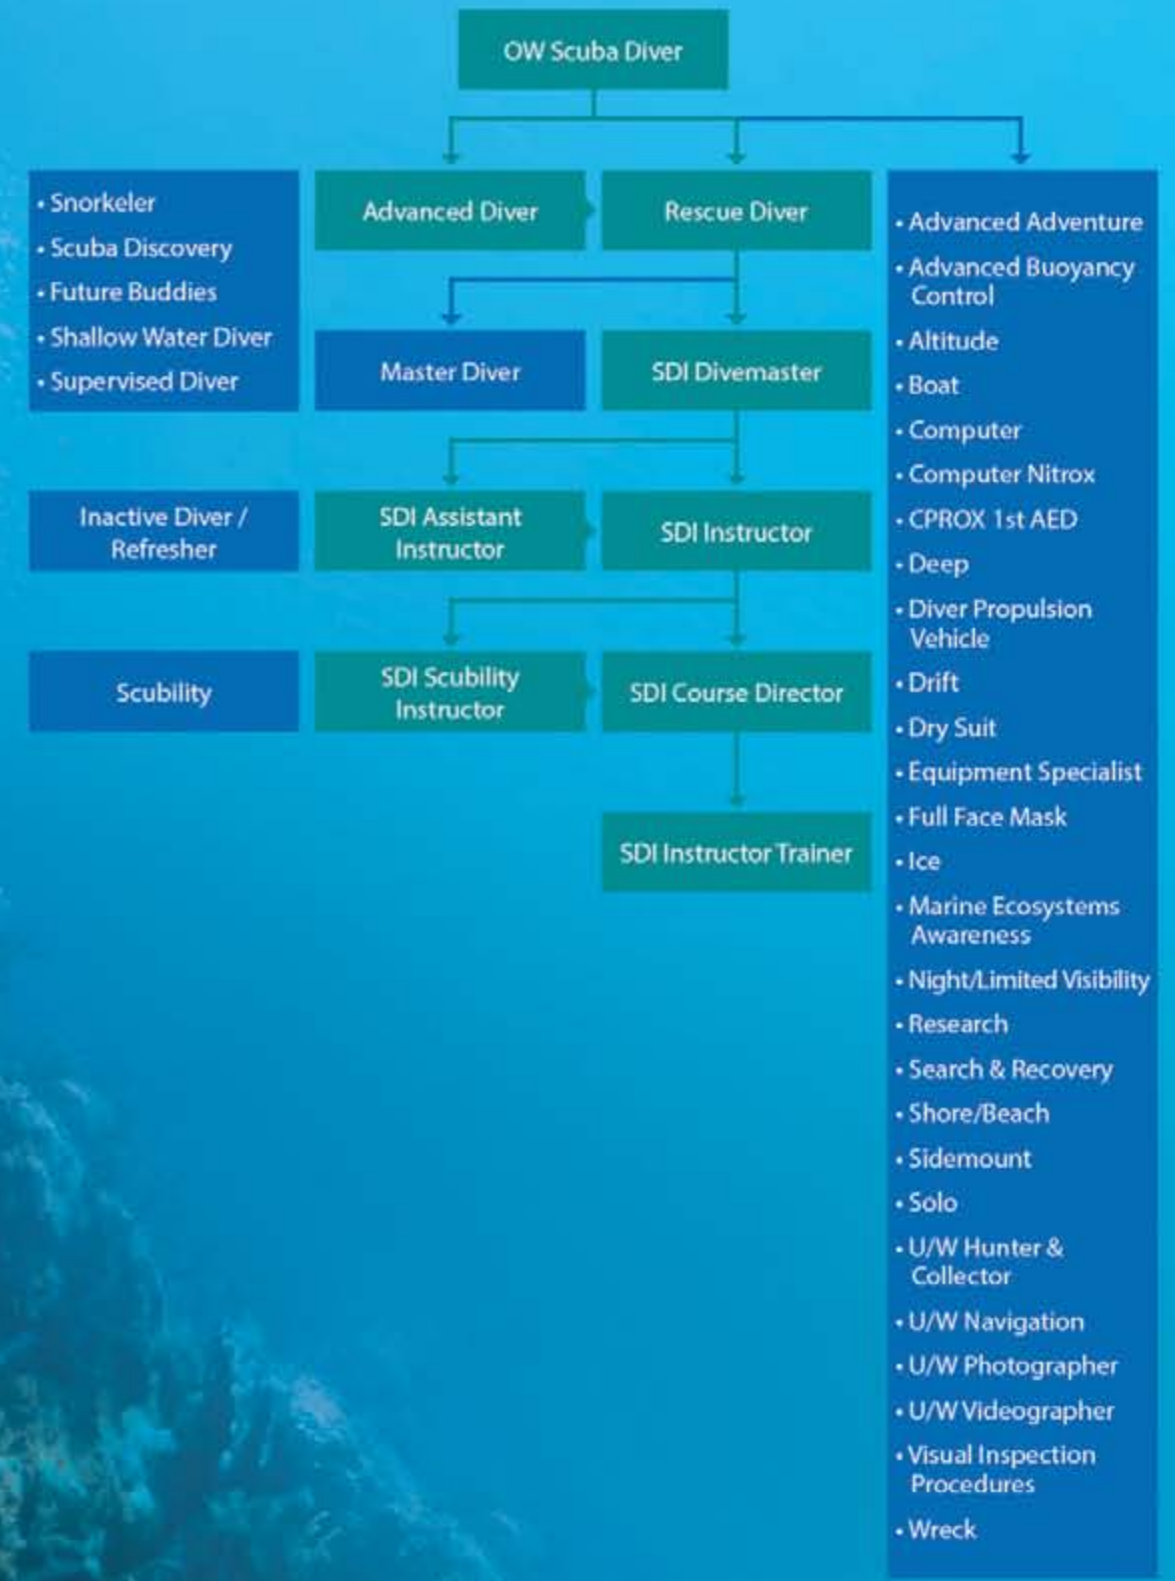 OW Scuba Diver
• Snorkeler
• Scuba Discovery
• Future Buddies
• Shallow Water Diver
• Supervised Diver
Advanced Diver
Rescue Diver
Master Diver
SDI Divemaster
Inactive Diver /
Refresher
SDI Assistant
Instructor
SDI Instructor
Scubility
SDI Scubility
Instructor
SDI Course Director
SDI Instructor Trainer
• Advanced Adventure
• Advanced Buoyancy
Control
• Altitude
• Boat
• Computer
• Computer Nitrox
• CPROX 1st AED
• Deep
• Diver Propulsion
Vehicle
• Drift
• Dry Suit
• Equipment Specialist
• Full Face Mask
• Ice
• Marine Ecosystems
Awareness
• Night/Limited Visibility
• Research
• Search & Recovery
• Shore/Beach
• Sidemount
• Solo
• U/W Hunter &
Collector
• U/W Navigation
• U/W Photographer
• U/W Videographer
• Visual Inspection
Procedures
• Wreck